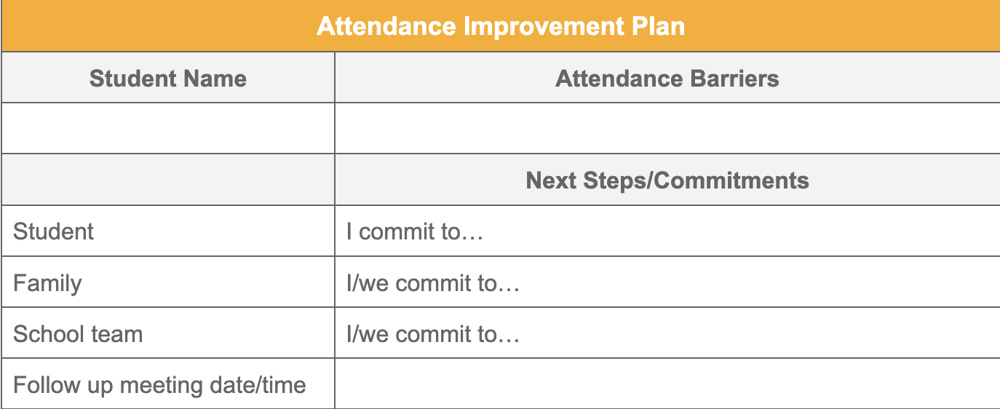 Attendance Improvement Plan
Student Name
Attendance Barriers
Next Steps/Commitments
Student
I commit to…
Family
I/we commit to…
School team
I/we commit to…
Follow up meeting date/time